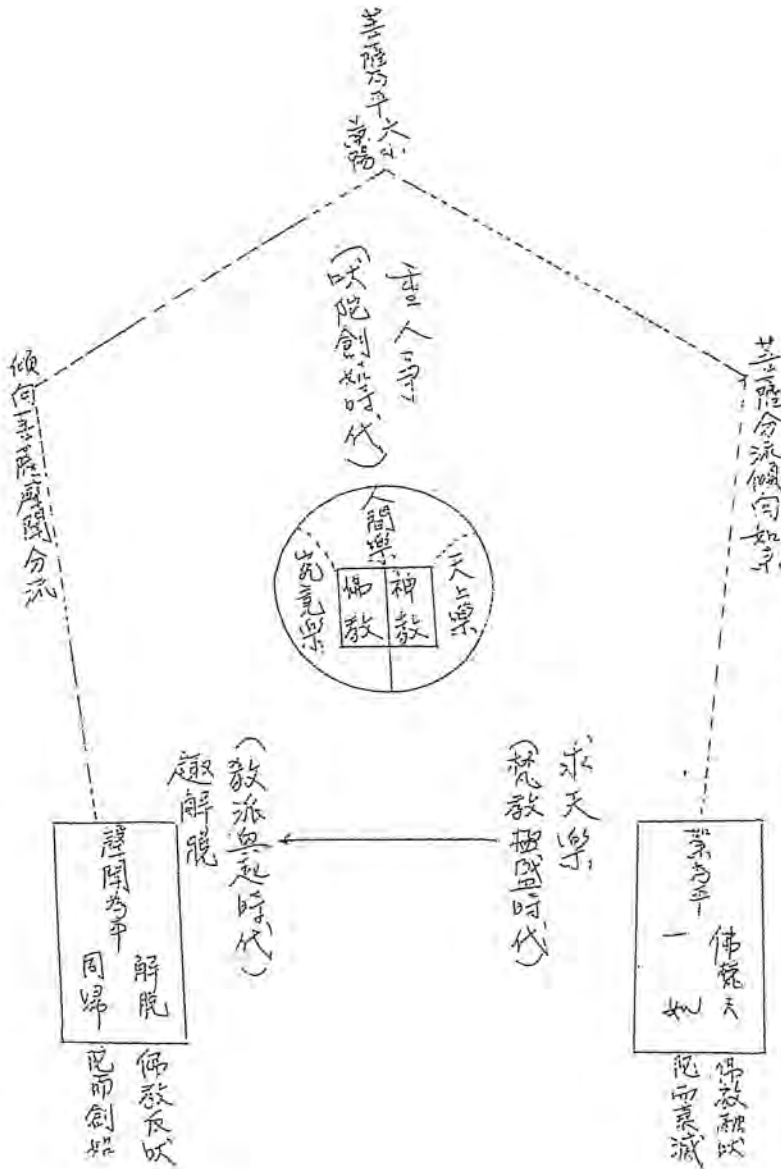 菩薩為本
大小
兼暢
菩薩分流傾向如來
傾向菩薩聲聞分流
重人事
(吠陀創始時代)
人間樂
天上樂
究竟樂
神教
佛教
求天樂
(梵教極盛時代)
趣解脫
(教派興起時代)
為本
佛梵天
一如
佛教融吠
陀而衰滅
聲聞為本
解脫
同歸
佛教反吠
陀而創始